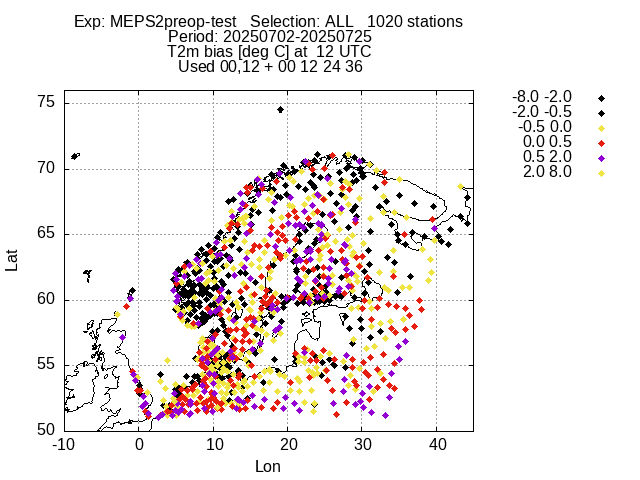 Exp: MEPS2preop-test   Selection: ALL   1020 stations
Period: 20250702-20250725
T2m bias [deg C] at  12 UTC
Used 00,12 + 00 12 24 36
-8.0 -2.0
-2.0 -0.5
-0.5 0.0
0.0 0.5
0.5 2.0
2.0 8.0
75
70
65
60
55
50
Lat
-10 0 10 20 30 40
Lon